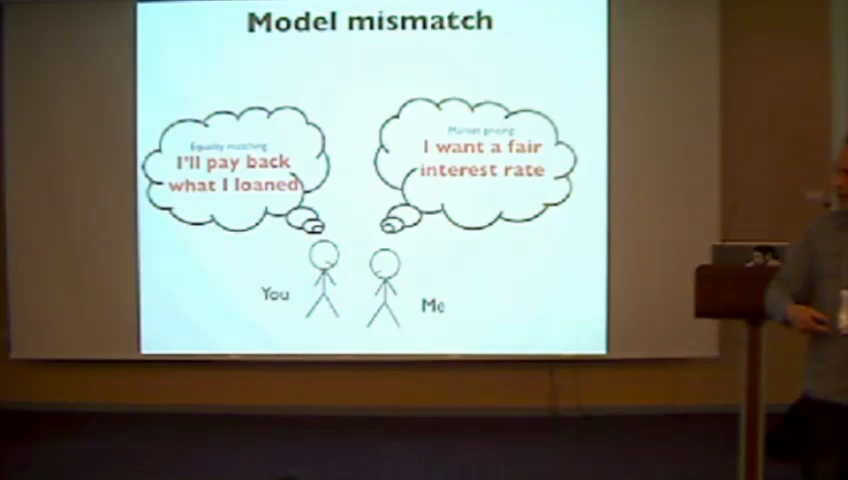 Model mismatch
Equality matching
I'll pay back
what I loaned
Market pricing
I want a fair
interest rate
You
Me